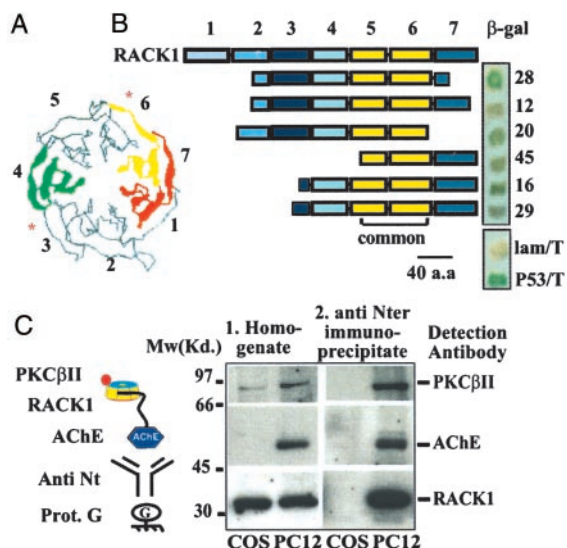 A
B
1 2 3 4 5 6 7 β-gal
RACK1
28
12
20
45
16
29
common
40 a.a
lam/T
P53/T
5 6 * 4 7 * 3 1 2
C
1. Homo-
genate
2. anti Nter
immuno-
precipitate
Detection
Antibody
Mw(Kd.)
97
66
45
30
PKCβII
RACK1
AChE
AChE
Anti Nt
Prot. G
G
PKCβII
AChE
RACK1
COS PC12 COS PC12